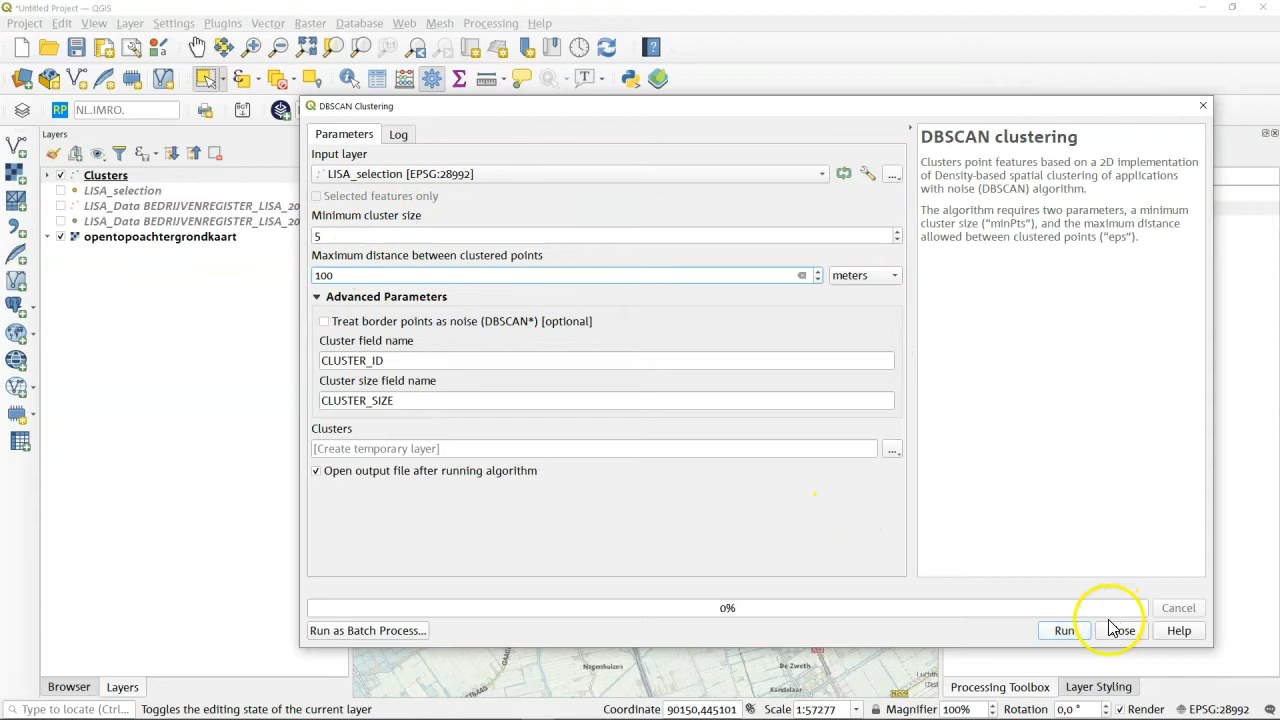 *Untitled Project — QGIS
Project Edit View Layer Settings Plugins Vector Raster Database Web Mesh Processing Help
RP NL.IMRO.
DBSCAN Clustering
Layers
Clusters
LISA_selection
LISA_Data BEDRIJVENREGISTER_LISA_20
LISA_Data BEDRIJVENREGISTER_LISA_20
opentopoachtergrondkaart
Parameters Log
Input layer
LISA_selection [EPSG:28992]
Selected features only
Minimum cluster size
5
Maximum distance between clustered points
100 meters
Advanced Parameters
Treat border points as noise (DBSCAN*) [optional]
Cluster field name
CLUSTER_ID
Cluster size field name
CLUSTER_SIZE
Clusters
[Create temporary layer]
Open output file after running algorithm
DBSCAN clustering
Clusters point features based on a 2D implementation
of Density-based spatial clustering of applications
with noise (DBSCAN) algorithm.
The algorithm requires two parameters, a minimum
cluster size ("minPts"), and the maximum distance
allowed between clustered points ("eps").
0% Cancel
Run as Batch Process... Run Close Help
Negenhuizen
De Zweth
Kandelaar
Browser Layers Processing Toolbox Layer Styling
Type to locate (Ctrl... Toggles the editing state of the current layer Coordinate 90150,445101 Scale 1:57277 Magnifier 100% Rotation 0,0 ° Render EPSG:28992